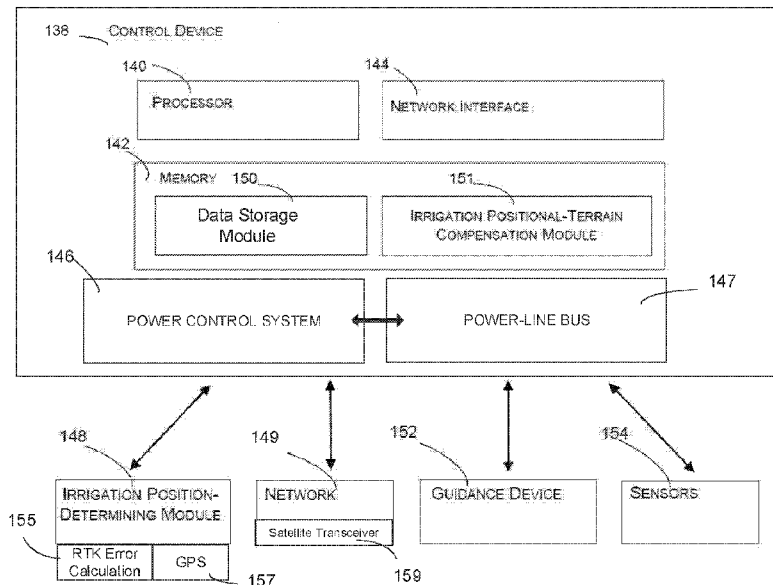 138 CONTROL DEVICE
140
144
PROCESSOR
NETWORK INTERFACE
142
MEMORY
150
151
Data Storage
Module
IRRIGATION POSITIONAL-TERRAIN
COMPENSATION MODULE
146
147
POWER CONTROL SYSTEM
POWER-LINE BUS
148
149
152
154
IRRIGATION POSITION-
DETERMINING MODULE
NETWORK
GUIDANCE DEVICE
SENSORS
155
RTK Error
Calculation
GPS
Satellite Transceiver
157
159